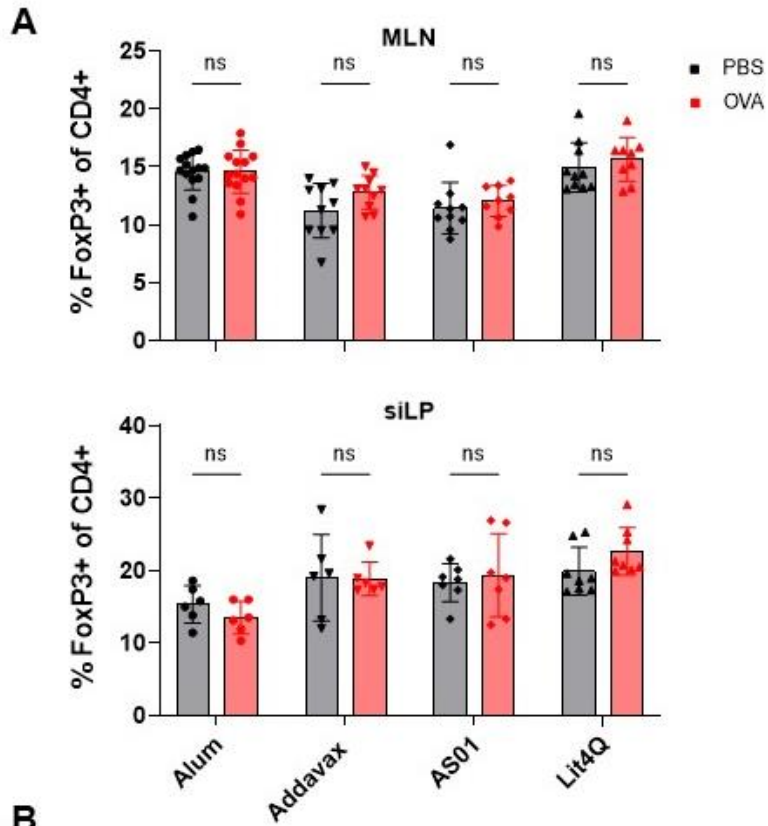 A
MLN
% FoxP3+ of CD4+
25
20
15
10
5
0
ns ns ns ns
PBS
OVA
siLP
% FoxP3+ of CD4+
40
30
20
10
0
ns ns ns ns
Alum Addavax AS01 Lit4Q
B